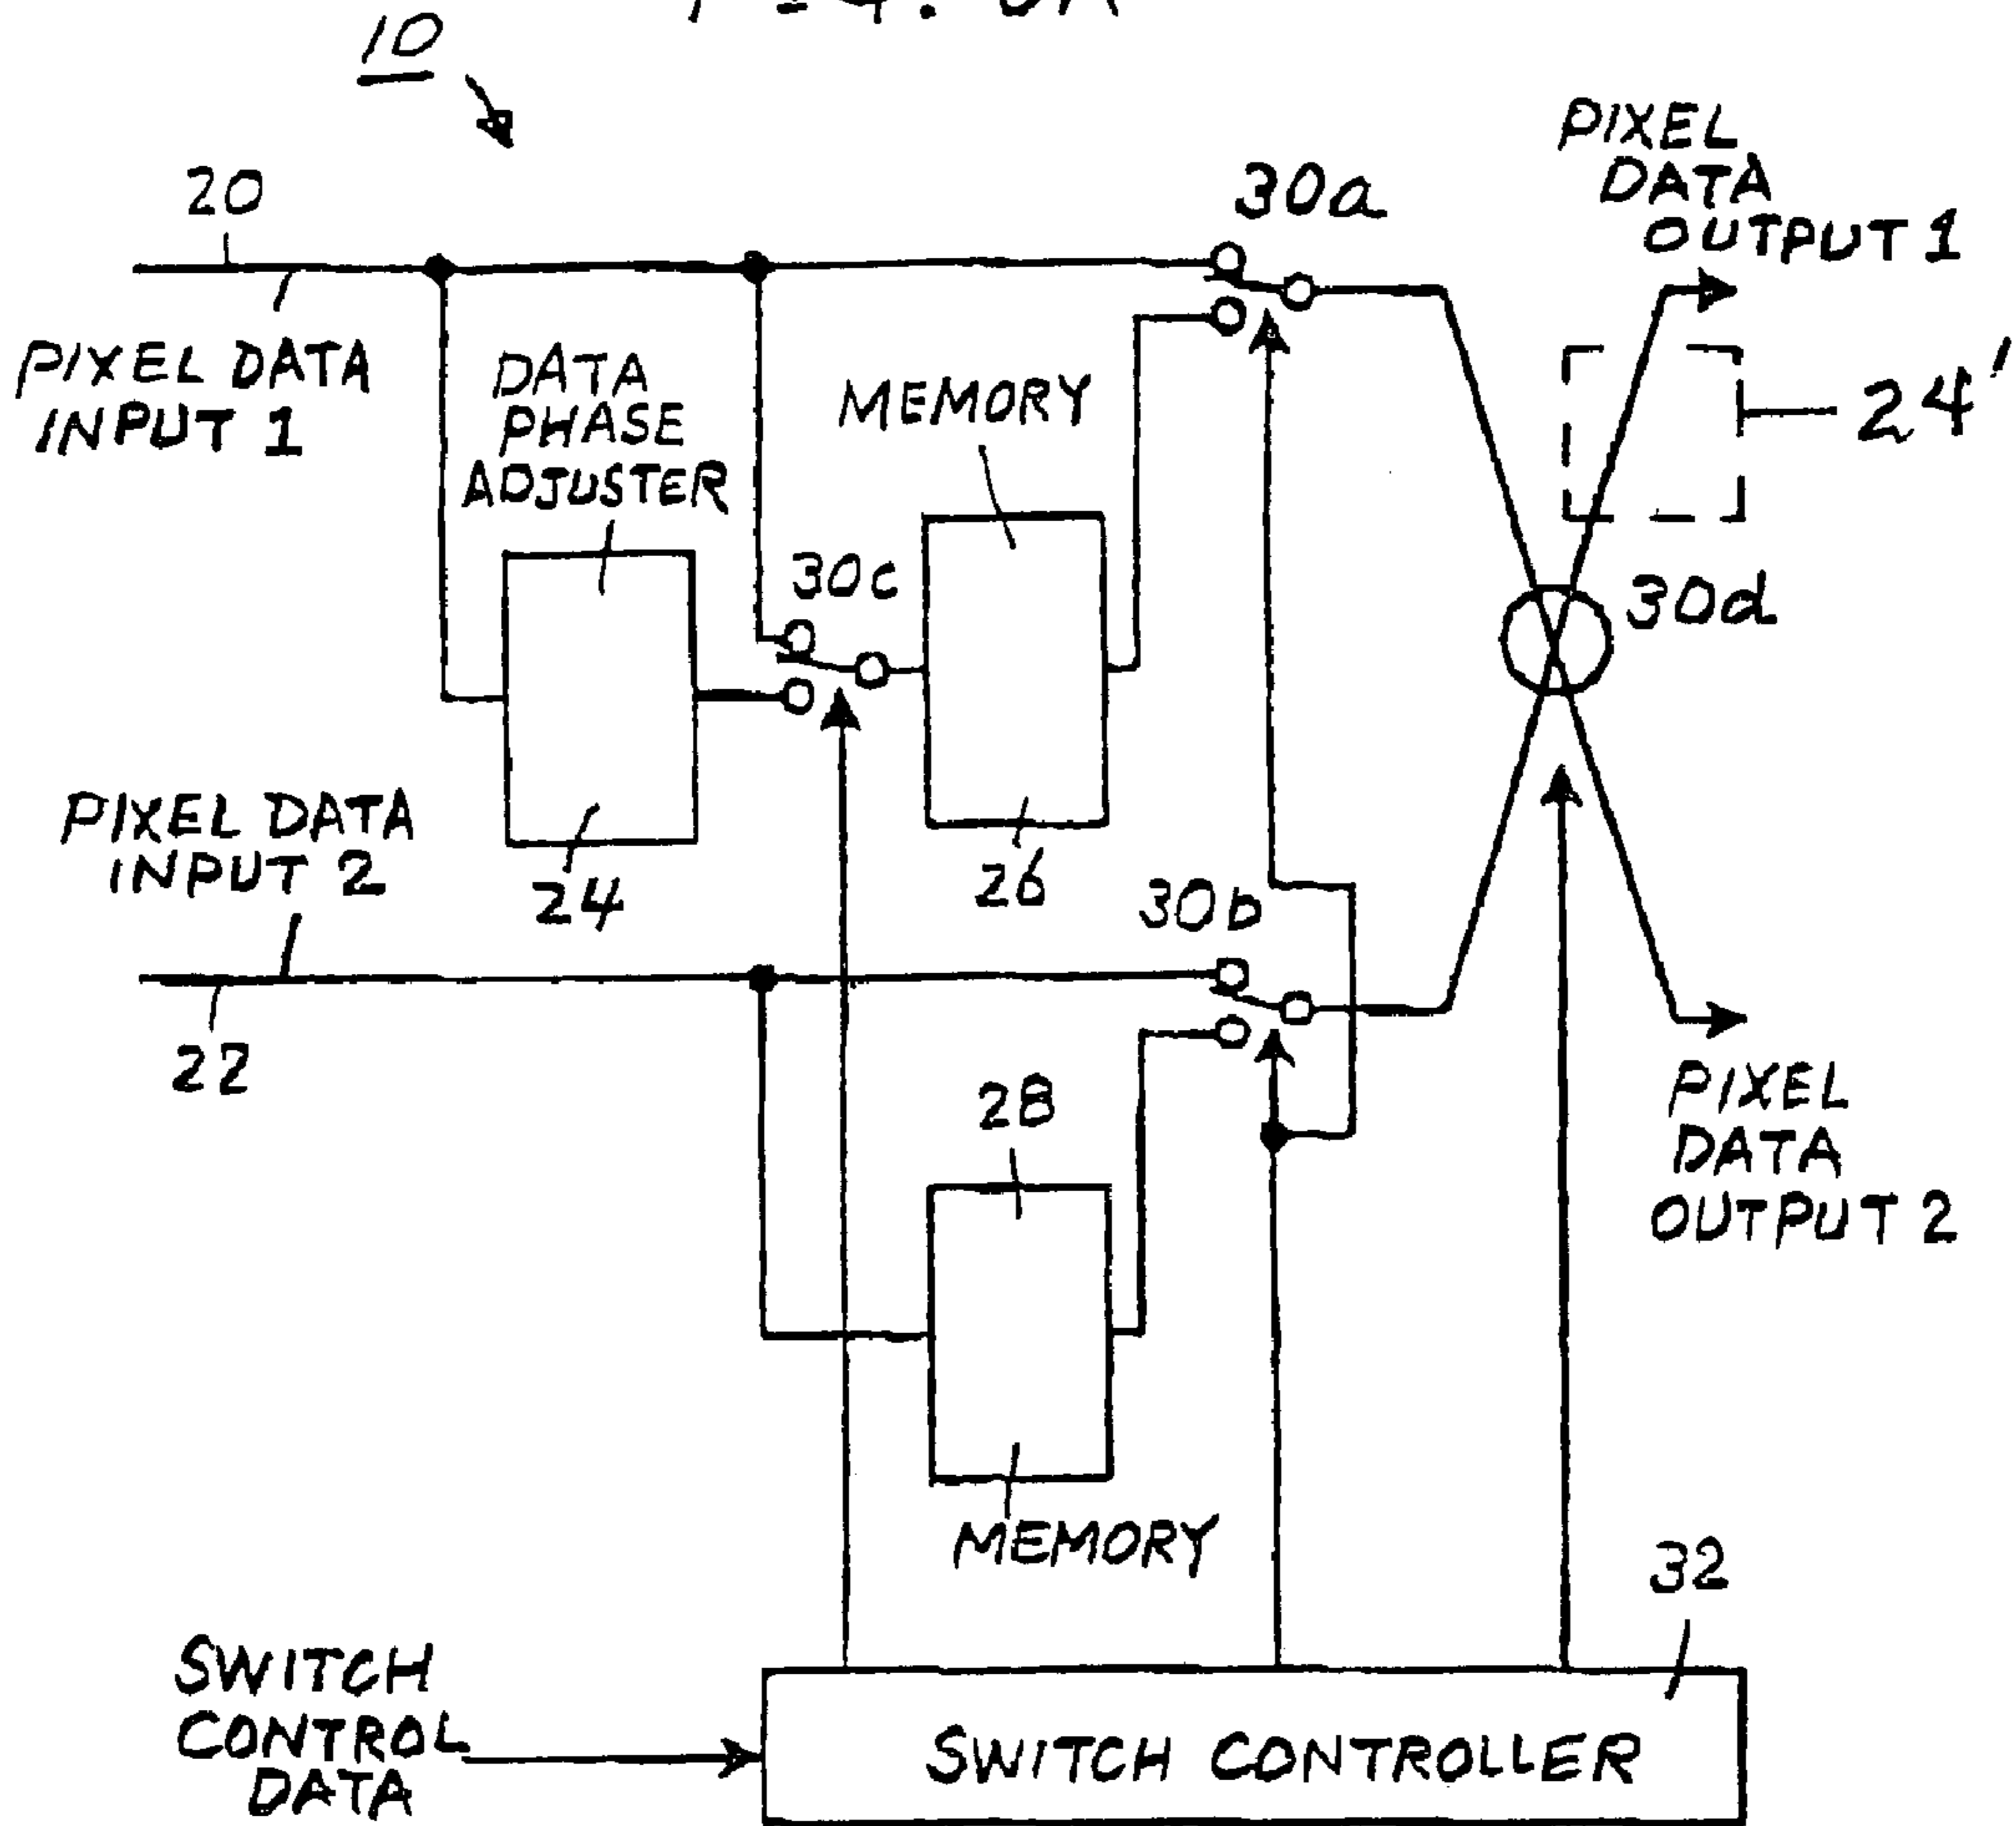 10
20
PIXEL DATA
INPUT 1
DATA
PHASE
ADJUSTER
MEMORY
30a
PIXEL
DATA
OUTPUT 1
24'
30c
30d
24
26
PIXEL DATA
INPUT 2
22
30b
28
MEMORY
PIXEL
DATA
OUTPUT 2
32
SWITCH
CONTROL
DATA
SWITCH CONTROLLER